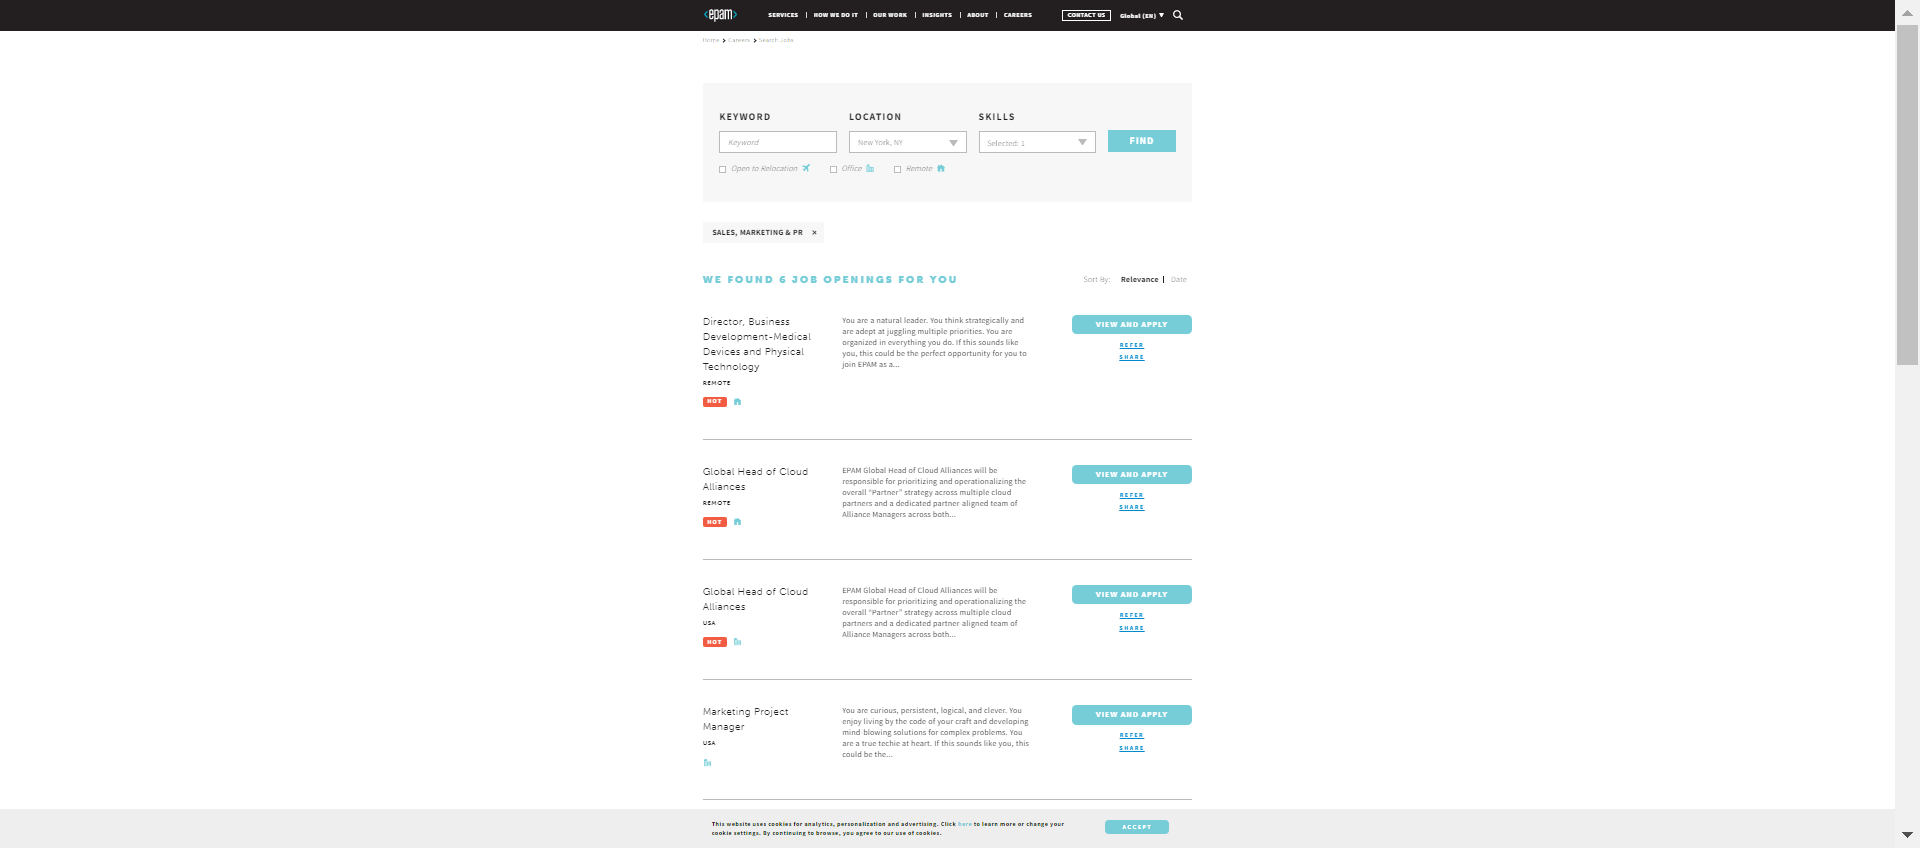 <epam>
SERVICES | HOW WE DO IT | OUR WORK | INSIGHTS | ABOUT | CAREERS
CONTACT US
Global (EN)
Home > Careers > Search Jobs
KEYWORD
LOCATION
SKILLS
Keyword
New York, NY
Selected: 1
FIND
Open to Relocation
Office
Remote
SALES, MARKETING & PR ×
WE FOUND 6 JOB OPENINGS FOR YOU
Sort By: Relevance | Date
Director, Business
Development-Medical
Devices and Physical
Technology
REMOTE
HOT
You are a natural leader. You think strategically and
are adept at juggling multiple priorities. You are
organized in everything you do. If this sounds like
you, this could be the perfect opportunity for you to
join EPAM as a...
VIEW AND APPLY
REFER
SHARE
Global Head of Cloud
Alliances
REMOTE
HOT
EPAM Global Head of Cloud Alliances will be
responsible for prioritizing and operationalizing the
overall “Partner” strategy across multiple cloud
partners and a dedicated partner-aligned team of
Alliance Managers across both...
VIEW AND APPLY
REFER
SHARE
Global Head of Cloud
Alliances
USA
HOT
EPAM Global Head of Cloud Alliances will be
responsible for prioritizing and operationalizing the
overall “Partner” strategy across multiple cloud
partners and a dedicated partner-aligned team of
Alliance Managers across both...
VIEW AND APPLY
REFER
SHARE
Marketing Project
Manager
USA
You are curious, persistent, logical, and clever. You
enjoy living by the code of your craft and developing
mind-blowing solutions for complex problems. You
are a true techie at heart. If this sounds like you, this
could be the...
VIEW AND APPLY
REFER
SHARE
This website uses cookies for analytics, personalization and advertising. Click here to learn more or change your
cookie settings. By continuing to browse, you agree to our use of cookies.
ACCEPT